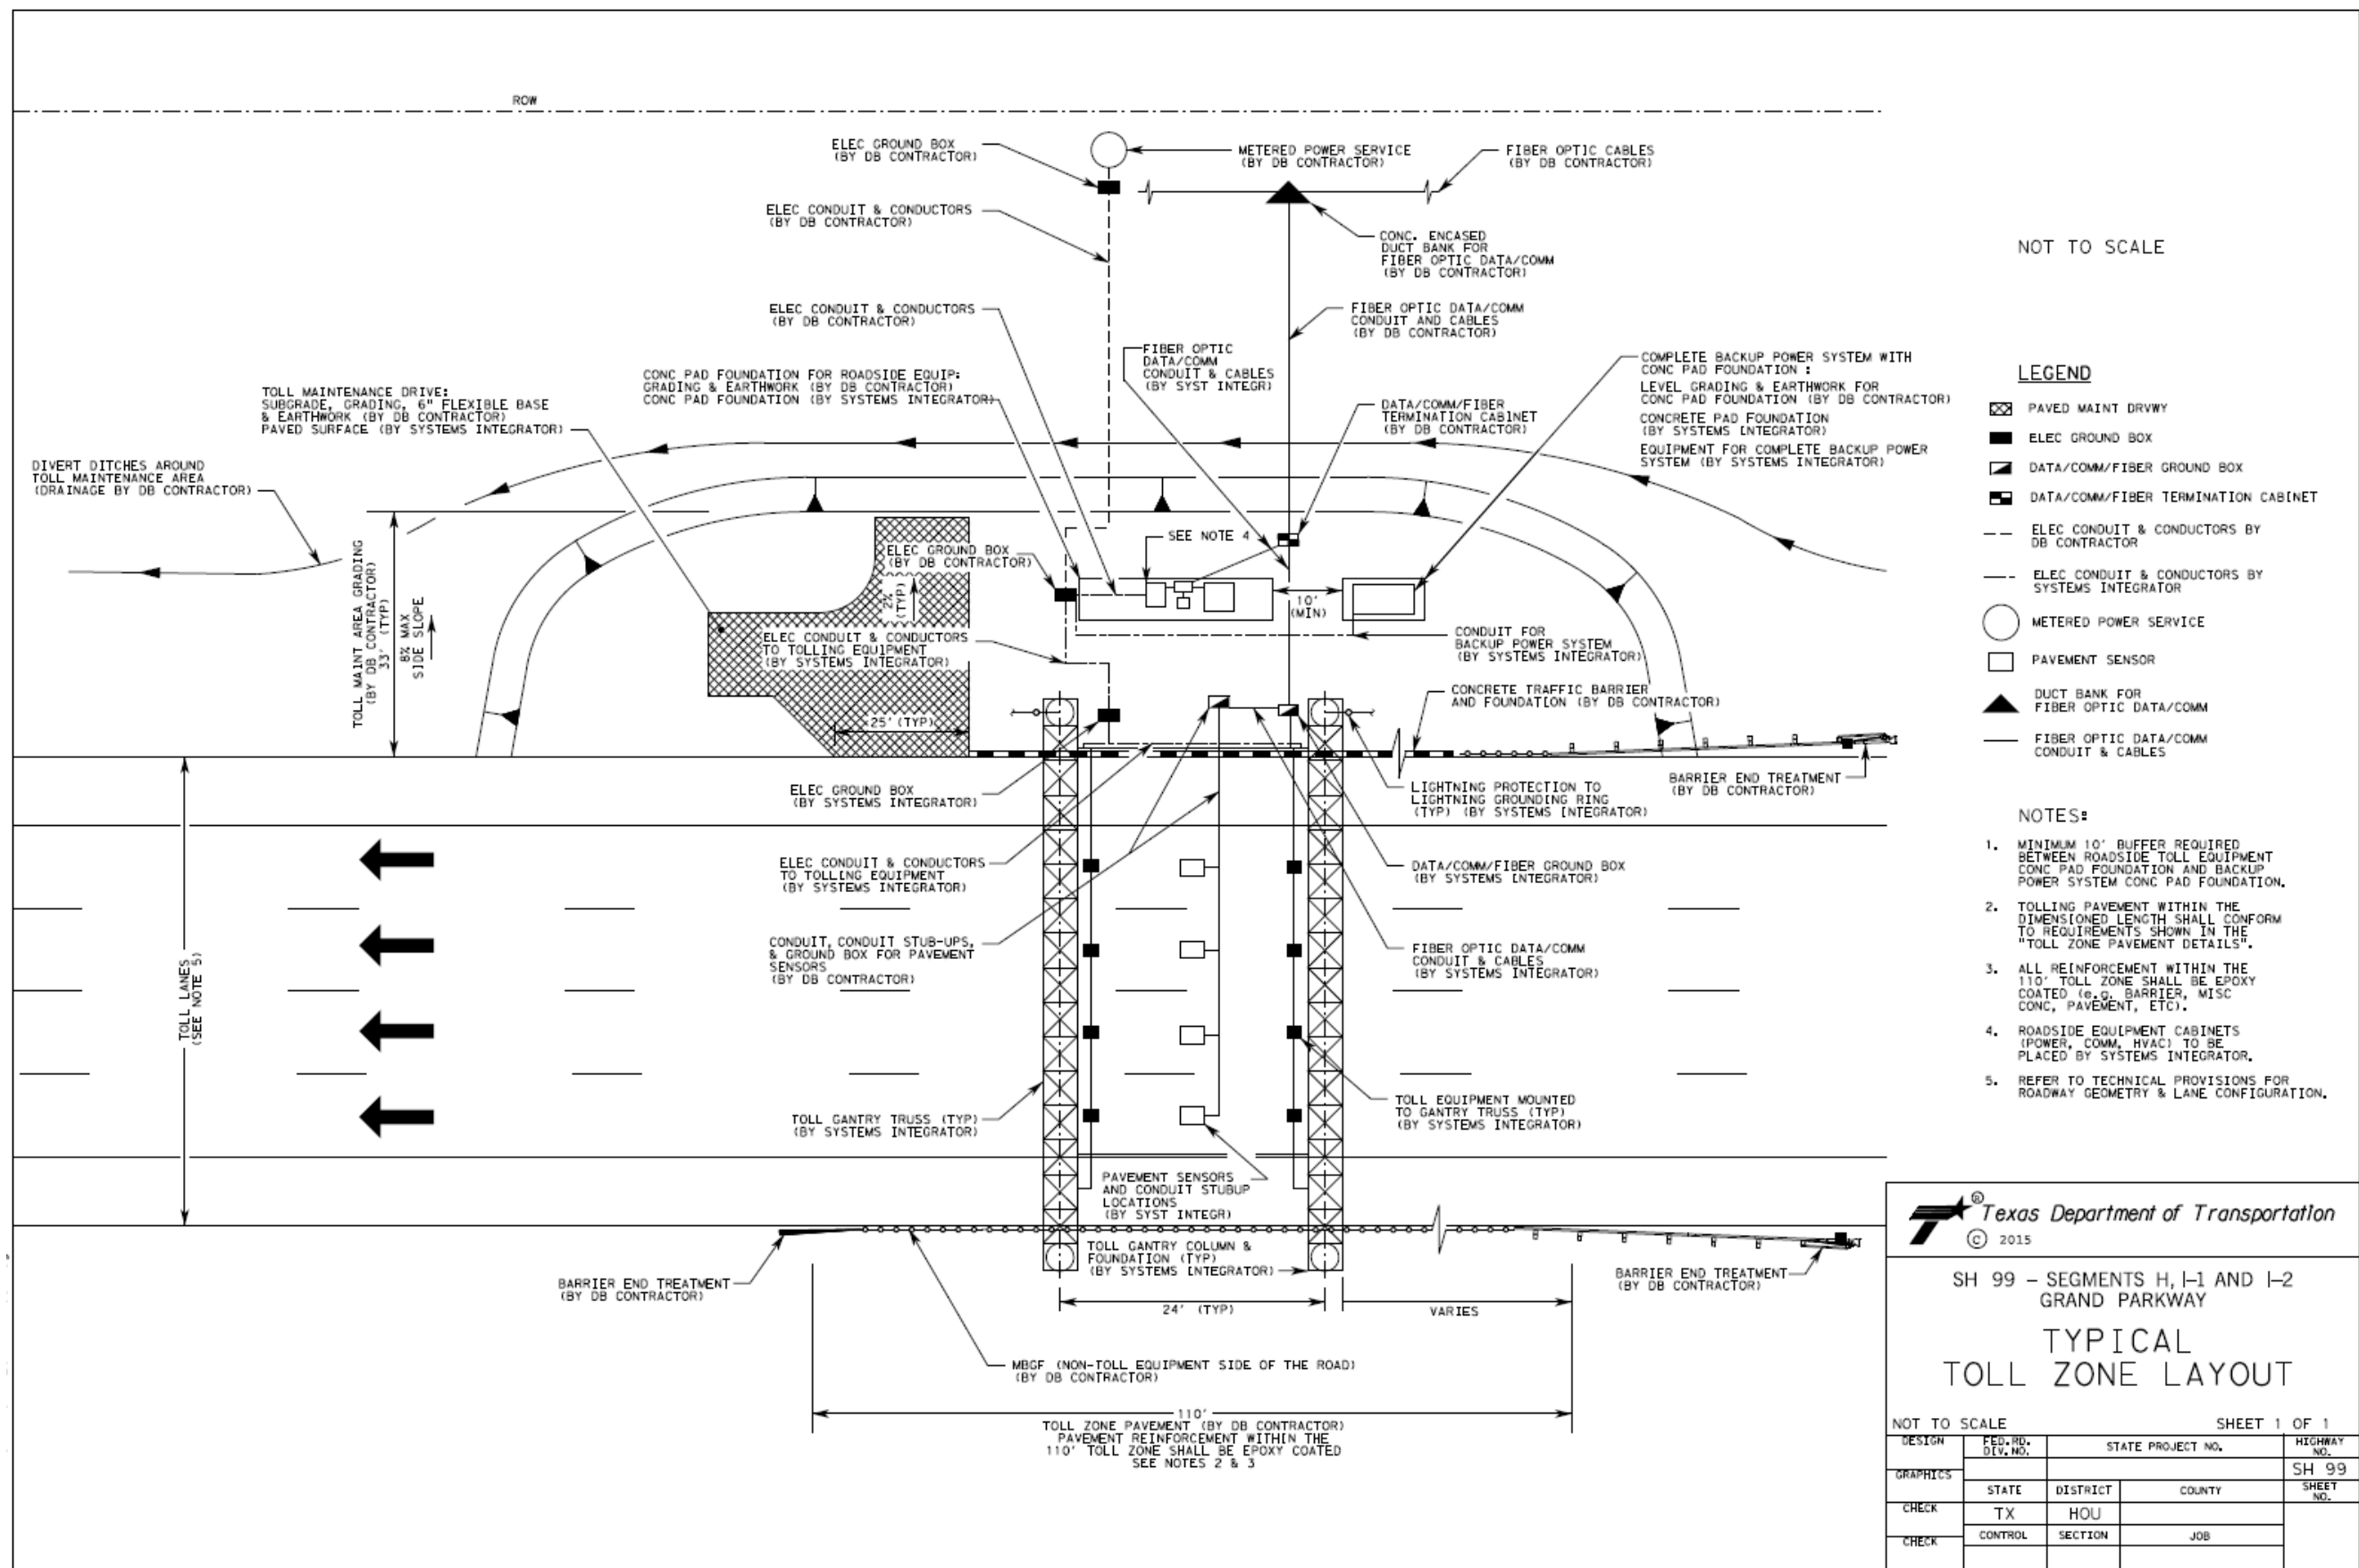 ROW
ELEC GROUND BOX
(BY DB CONTRACTOR)
METERED POWER SERVICE
(BY DB CONTRACTOR)
FIBER OPTIC CABLES
(BY DB CONTRACTOR)
ELEC CONDUIT & CONDUCTORS
(BY DB CONTRACTOR)
CONC. ENCASED
DUCT BANK FOR
FIBER OPTIC DATA/COMM
(BY DB CONTRACTOR)
ELEC CONDUIT & CONDUCTORS
(BY DB CONTRACTOR)
FIBER OPTIC DATA/COMM
CONDUIT AND CABLES
(BY DB CONTRACTOR)
FIBER OPTIC
DATA/COMM
CONDUIT & CABLES
(BY SYST INTEGR)
CONC PAD FOUNDATION FOR ROADSIDE EQUIP:
GRADING & EARTHWORK (BY DB CONTRACTOR)
CONC PAD FOUNDATION (BY SYSTEMS INTEGRATOR)
TOLL MAINTENANCE DRIVE:
SUBGRADE, GRADING, 6" FLEXIBLE BASE
& EARTHWORK (BY DB CONTRACTOR)
PAVED SURFACE (BY SYSTEMS INTEGRATOR)
DATA/COMM/FIBER
TERMINATION CABINET
(BY DB CONTRACTOR)
COMPLETE BACKUP POWER SYSTEM WITH
CONC PAD FOUNDATION :
LEVEL GRADING & EARTHWORK FOR
CONC PAD FOUNDATION (BY DB CONTRACTOR)
CONCRETE PAD FOUNDATION
(BY SYSTEMS INTEGRATOR)
EQUIPMENT FOR COMPLETE BACKUP POWER
SYSTEM (BY SYSTEMS INTEGRATOR)
DIVERT DITCHES AROUND
TOLL MAINTENANCE AREA
(DRAINAGE BY DB CONTRACTOR)
TOLL MAINT AREA GRADING
(BY DB CONTRACTOR)
33' (TYP)
8% MAX
SIDE SLOPE
ELEC GROUND BOX
(BY DB CONTRACTOR)
2%
(TYP)
SEE NOTE 4
10'
(MIN)
ELEC CONDUIT & CONDUCTORS
TO TOLLING EQUIPMENT
(BY SYSTEMS INTEGRATOR)
CONDUIT FOR
BACKUP POWER SYSTEM
(BY SYSTEMS INTEGRATOR)
25' (TYP)
CONCRETE TRAFFIC BARRIER
AND FOUNDATION (BY DB CONTRACTOR)
ELEC GROUND BOX
(BY SYSTEMS INTEGRATOR)
LIGHTNING PROTECTION TO
LIGHTNING GROUNDING RING
(TYP) (BY SYSTEMS INTEGRATOR)
BARRIER END TREATMENT
(BY DB CONTRACTOR)
ELEC CONDUIT & CONDUCTORS
TO TOLLING EQUIPMENT
(BY SYSTEMS INTEGRATOR)
DATA/COMM/FIBER GROUND BOX
(BY SYSTEMS INTEGRATOR)
CONDUIT, CONDUIT STUB-UPS,
& GROUND BOX FOR PAVEMENT
SENSORS
(BY DB CONTRACTOR)
FIBER OPTIC DATA/COMM
CONDUIT & CABLES
(BY SYSTEMS INTEGRATOR)
TOLL LANES
(SEE NOTE 5)
TOLL GANTRY TRUSS (TYP)
(BY SYSTEMS INTEGRATOR)
TOLL EQUIPMENT MOUNTED
TO GANTRY TRUSS (TYP)
(BY SYSTEMS INTEGRATOR)
PAVEMENT SENSORS
AND CONDUIT STUBUP
LOCATIONS
(BY SYST INTEGR)
TOLL GANTRY COLUMN &
FOUNDATION (TYP)
(BY SYSTEMS INTEGRATOR)
BARRIER END TREATMENT
(BY DB CONTRACTOR)
BARRIER END TREATMENT
(BY DB CONTRACTOR)
24' (TYP)
VARIES
MBGF (NON-TOLL EQUIPMENT SIDE OF THE ROAD)
(BY DB CONTRACTOR)
110'
TOLL ZONE PAVEMENT (BY DB CONTRACTOR)
PAVEMENT REINFORCEMENT WITHIN THE
110' TOLL ZONE SHALL BE EPOXY COATED
SEE NOTES 2 & 3
NOT TO SCALE
LEGEND
PAVED MAINT DRVWY
ELEC GROUND BOX
DATA/COMM/FIBER GROUND BOX
DATA/COMM/FIBER TERMINATION CABINET
ELEC CONDUIT & CONDUCTORS BY
DB CONTRACTOR
ELEC CONDUIT & CONDUCTORS BY
SYSTEMS INTEGRATOR
METERED POWER SERVICE
PAVEMENT SENSOR
DUCT BANK FOR
FIBER OPTIC DATA/COMM
FIBER OPTIC DATA/COMM
CONDUIT & CABLES
NOTES:
1. MINIMUM 10' BUFFER REQUIRED
BETWEEN ROADSIDE TOLL EQUIPMENT
CONC PAD FOUNDATION AND BACKUP
POWER SYSTEM CONC PAD FOUNDATION.
2. TOLLING PAVEMENT WITHIN THE
DIMENSIONED LENGTH SHALL CONFORM
TO REQUIREMENTS SHOWN IN THE
"TOLL ZONE PAVEMENT DETAILS".
3. ALL REINFORCEMENT WITHIN THE
110' TOLL ZONE SHALL BE EPOXY
COATED (e.g. BARRIER, MISC
CONC, PAVEMENT, ETC).
4. ROADSIDE EQUIPMENT CABINETS
(POWER, COMM, HVAC) TO BE
PLACED BY SYSTEMS INTEGRATOR.
5. REFER TO TECHNICAL PROVISIONS FOR
ROADWAY GEOMETRY & LANE CONFIGURATION.
® Texas Department of Transportation
© 2015
SH 99 - SEGMENTS H, I-1 AND I-2
GRAND PARKWAY
TYPICAL
TOLL ZONE LAYOUT
NOT TO SCALE SHEET 1 OF 1
DESIGN
FED.RD.
DIV.NO.
STATE PROJECT NO.
HIGHWAY
NO.
GRAPHICS
SH 99
STATE DISTRICT COUNTY
SHEET
NO.
CHECK
TX HOU
CHECK
CONTROL SECTION JOB